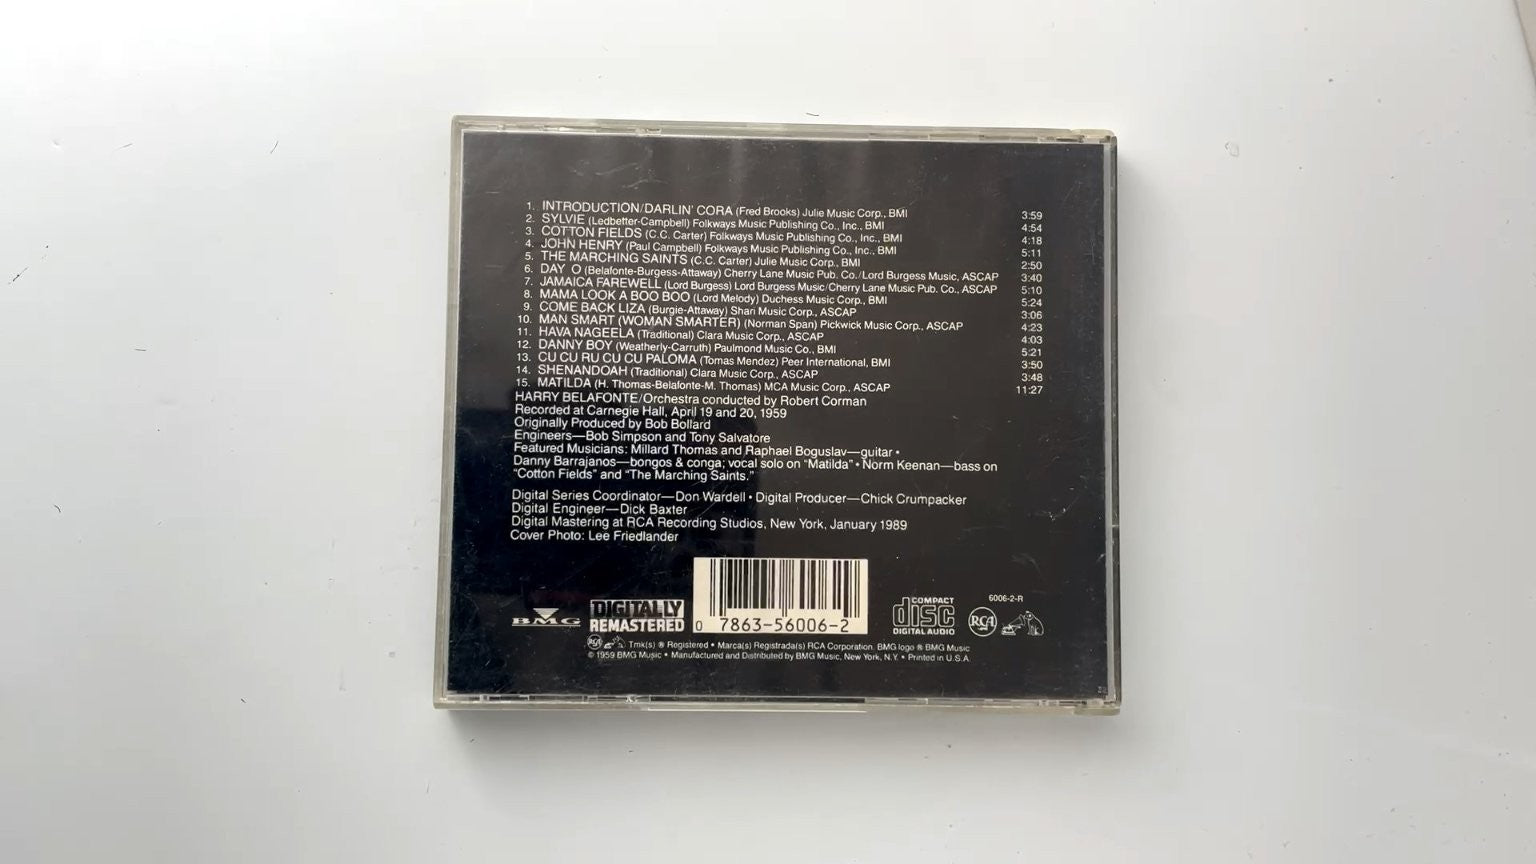 1. INTRODUCTION/DARLIN' CORA (Fred Brooks) Julie Music Corp., BMI 3:59
2. SYLVIE (Ledbetter-Campbell) Folkways Music Publishing Co., Inc., BMI 4:54
3. COTTON FIELDS (C.C. Carter) Folkways Music Publishing Co., Inc., BMI 4:18
4. JOHN HENRY (Paul Campbell) Folkways Music Publishing Co., Inc., BMI 5:11
5. THE MARCHING SAINTS (C.C. Carter) Julie Music Corp., BMI 2:50
6. DAY O (Belafonte-Burgess-Attaway) Cherry Lane Music Pub. Co./Lord Burgess Music, ASCAP 3:40
7. JAMAICA FAREWELL (Lord Burgess) Lord Burgess Music/Cherry Lane Music Pub. Co., ASCAP 5:10
8. MAMA LOOK A BOO BOO (Lord Melody) Duchess Music Corp., BMI 5:24
9. COME BACK LIZA (Burgie-Attaway) Shari Music Corp., ASCAP 3:06
10. MAN SMART (WOMAN SMARTER) (Norman Span) Pickwick Music Corp., ASCAP 4:23
11. HAVA NAGEELA (Traditional) Clara Music Corp., ASCAP 4:03
12. DANNY BOY (Weatherly-Carruth) Paulmond Music Co., BMI 5:21
13. CU CU RU CU CU PALOMA (Tomas Mendez) Peer International, BMI 3:50
14. SHENANDOAH (Traditional) Clara Music Corp., ASCAP 3:48
15. MATILDA (H. Thomas-Belafonte-M. Thomas) MCA Music Corp., ASCAP 11:27
HARRY BELAFONTE/Orchestra conducted by Robert Corman
Recorded at Carnegie Hall, April 19 and 20, 1959
Originally Produced by Bob Bollard
Engineers—Bob Simpson and Tony Salvatore
Featured Musicians: Millard Thomas and Raphael Boguslav—guitar •
Danny Barrajanos—bongos & conga; vocal solo on "Matilda" • Norm Keenan—bass on
"Cotton Fields" and "The Marching Saints."
Digital Series Coordinator—Don Wardell • Digital Producer—Chick Crumpacker
Digital Engineer—Dick Baxter
Digital Mastering at RCA Recording Studios, New York, January 1989
Cover Photo: Lee Friedlander
BMG
DIGITALLY
REMASTERED
0 7863-56006-2
COMPACT
disc
DIGITAL AUDIO
6006-2-R
RCA
RCA Tmk(s) ® Registered • Marca(s) Registrada(s) RCA Corporation. BMG logo ® BMG Music
© 1959 BMG Music • Manufactured and Distributed by BMG Music, New York, N.Y. • Printed in U.S.A.